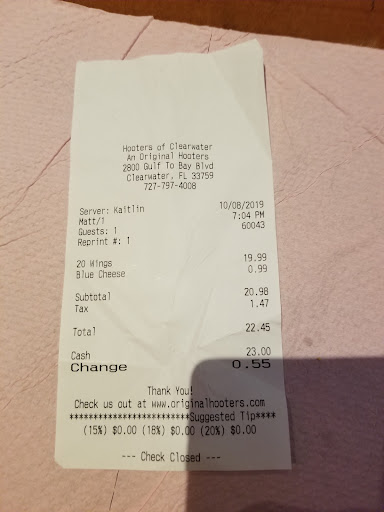 Hooters of Clearwater
An Original Hooters
2800 Gulf To Bay Blvd
Clearwater, FL 33759
727-797-4008
Server: Kaitlin 10/08/2019
Matt/1 7:04 PM
Guests: 1 60043
Reprint #: 1
20 Wings 19.99
Blue Cheese 0.99
Subtotal 20.98
Tax 1.47
Total 22.45
Cash 23.00
Change 0.55
Thank You!
Check us out at www.originalhooters.com
************************Suggested Tip****
(15%) $0.00 (18%) $0.00 (20%) $0.00
--- Check Closed ---